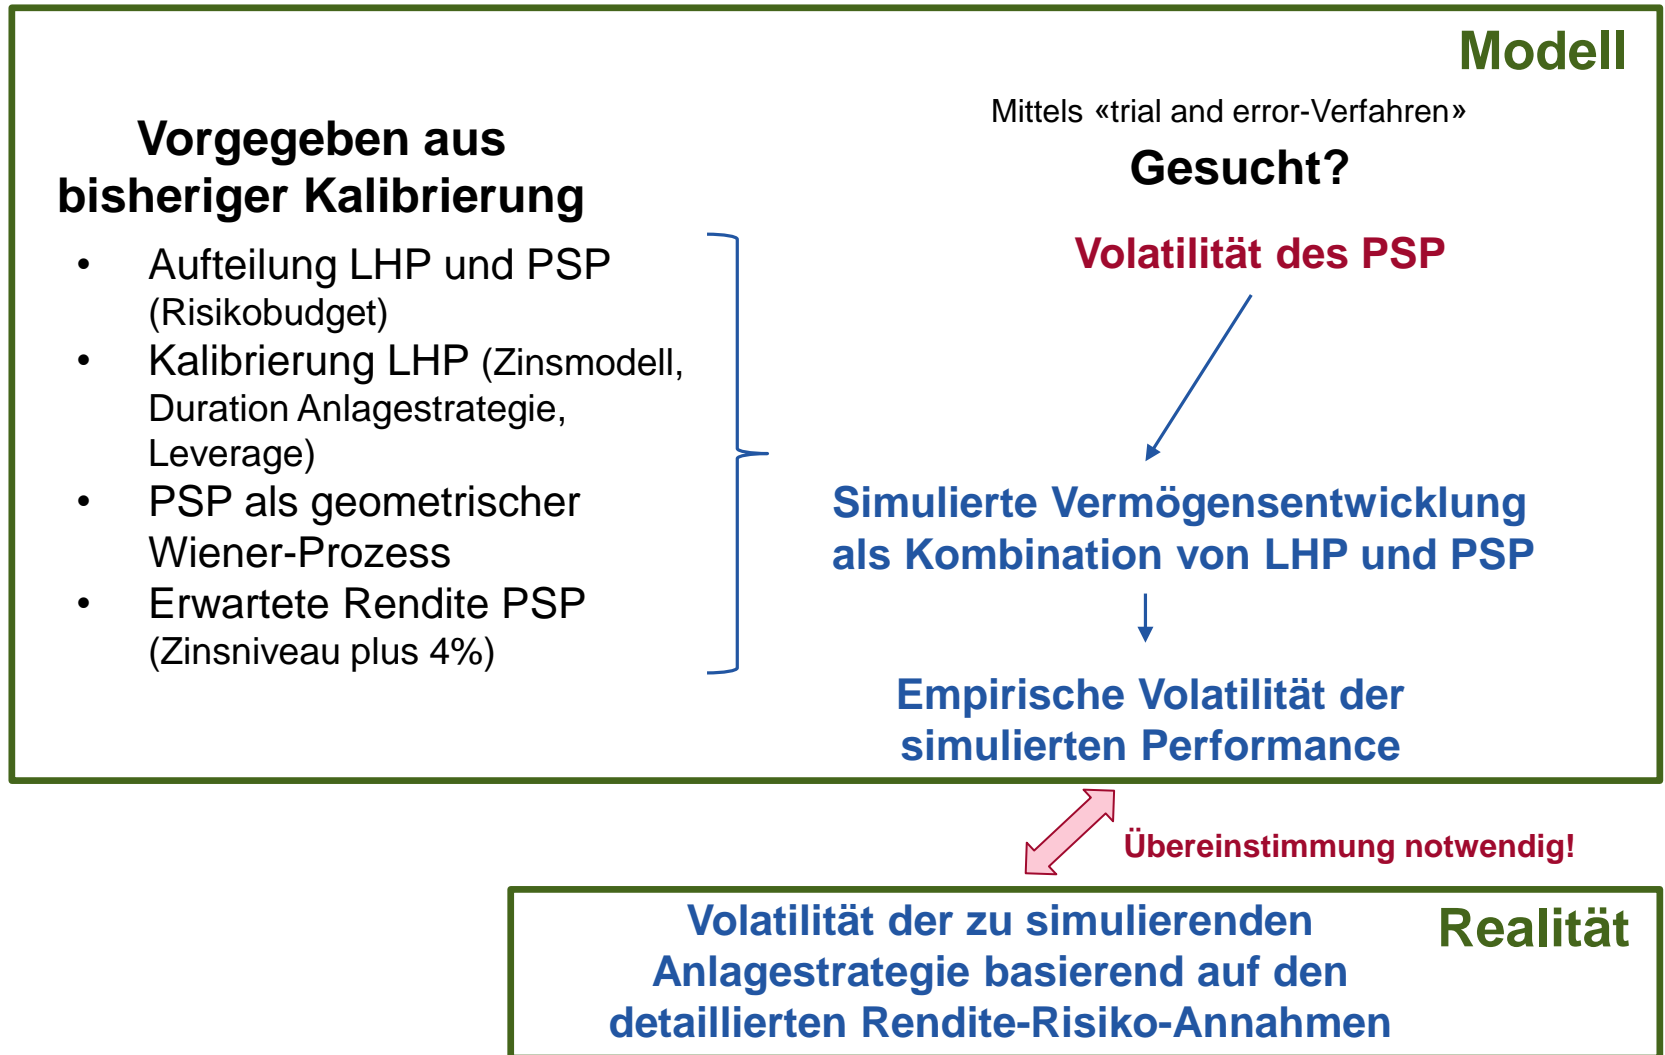 Modell
Vorgegeben aus
bisheriger Kalibrierung
• Aufteilung LHP und PSP
(Risikobudget)
• Kalibrierung LHP (Zinsmodell,
Duration Anlagestrategie,
Leverage)
• PSP als geometrischer
Wiener-Prozess
• Erwartete Rendite PSP
(Zinsniveau plus 4%)
Mittels «trial and error-Verfahren»
Gesucht?
Volatilität des PSP
Simulierte Vermögensentwicklung
als Kombination von LHP und PSP
Empirische Volatilität der
simulierten Performance
Übereinstimmung notwendig!
Realität
Volatilität der zu simulierenden
Anlagestrategie basierend auf den
detaillierten Rendite-Risiko-Annahmen